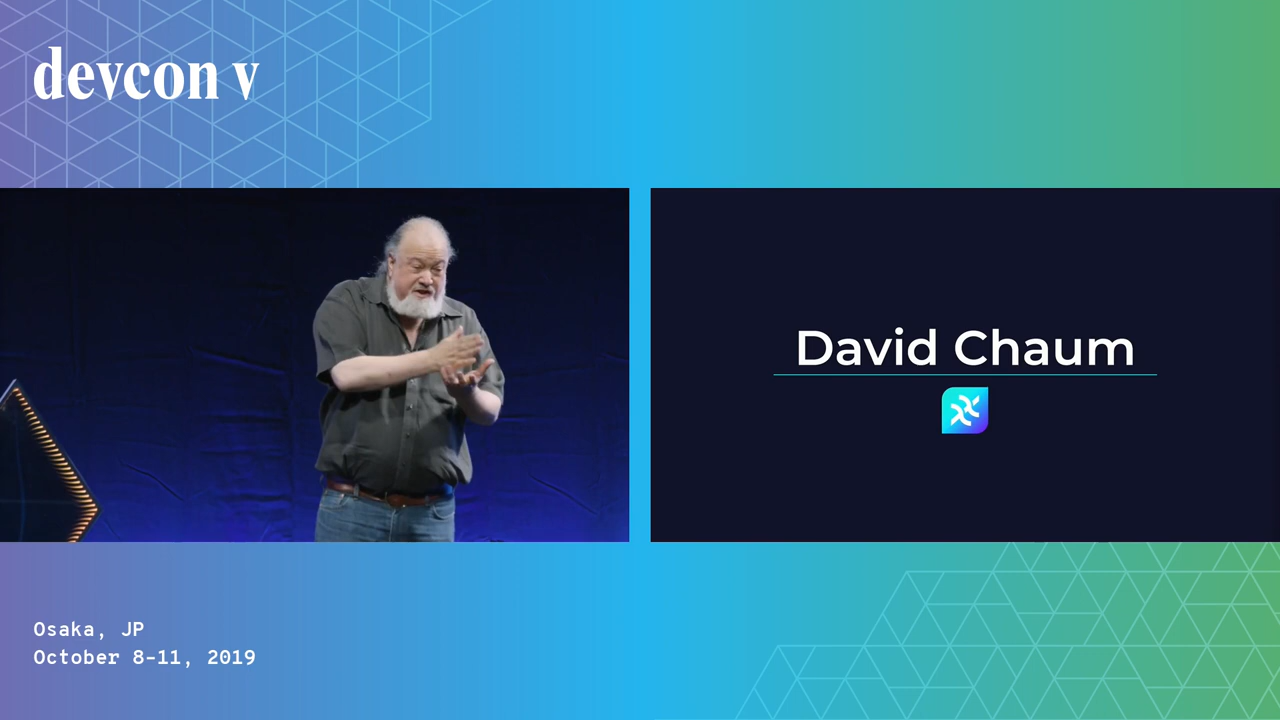 devcon v
David Chaum
Osaka, JP
October 8-11, 2019